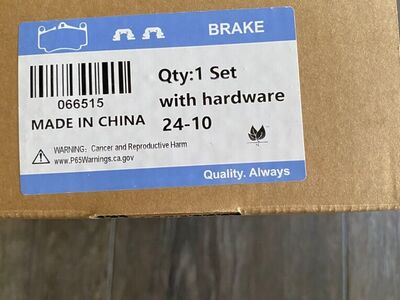 BRAKE
066515
MADE IN CHINA
Qty:1 Set
with hardware
24-10
WARNING: Cancer and Reproductive Harm
www.P65Warnings.ca.gov
Quality. Always